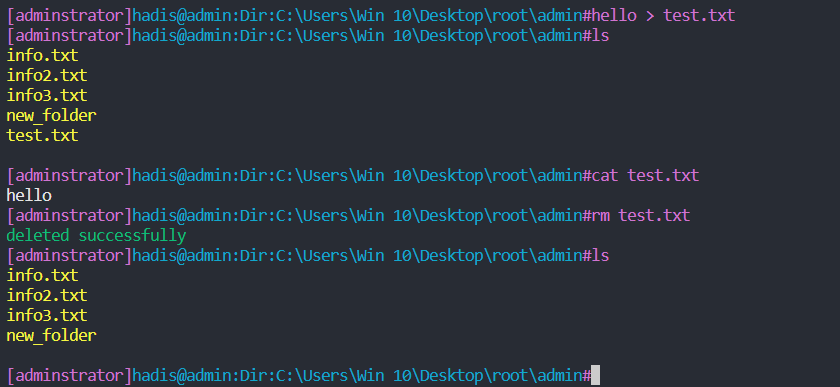 [adminstrator]hadis@admin:Dir:C:\Users\Win 10\Desktop\root\admin#hello > test.txt
[adminstrator]hadis@admin:Dir:C:\Users\Win 10\Desktop\root\admin#ls
info.txt
info2.txt
info3.txt
new_folder
test.txt
[adminstrator]hadis@admin:Dir:C:\Users\Win 10\Desktop\root\admin#cat test.txt
hello
[adminstrator]hadis@admin:Dir:C:\Users\Win 10\Desktop\root\admin#rm test.txt
deleted successfully
[adminstrator]hadis@admin:Dir:C:\Users\Win 10\Desktop\root\admin#ls
info.txt
info2.txt
info3.txt
new_folder
[adminstrator]hadis@admin:Dir:C:\Users\Win 10\Desktop\root\admin#